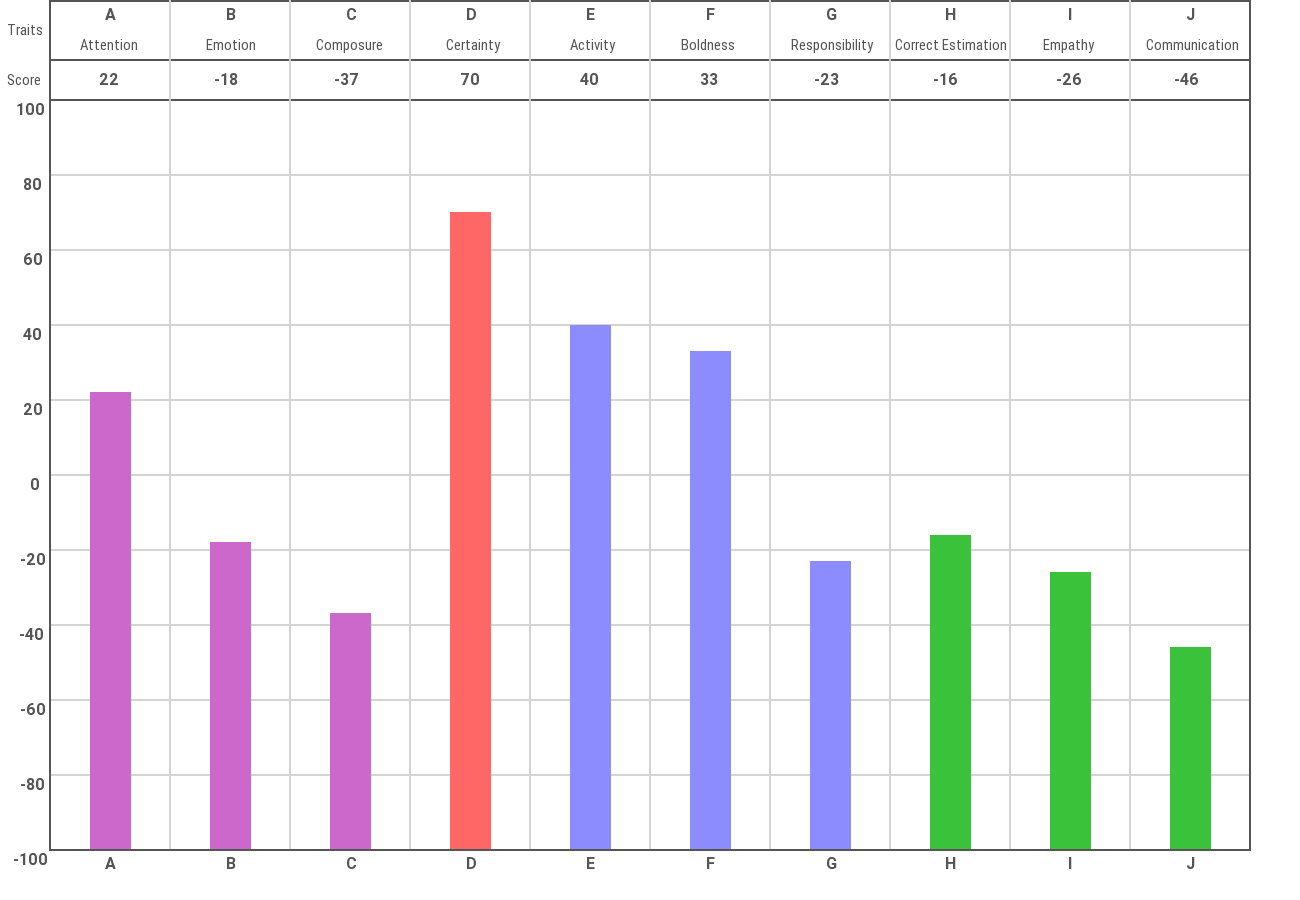 A B C D E F G H I J
Traits
Attention Emotion Composure Certainty Activity Boldness Responsibility Correct Estimation Empathy Communication
Score 22 -18 -37 70 40 33 -23 -16 -26 -46
100
80
60
40
20
0
-20
-40
-60
-80
-100
A B C D E F G H I J